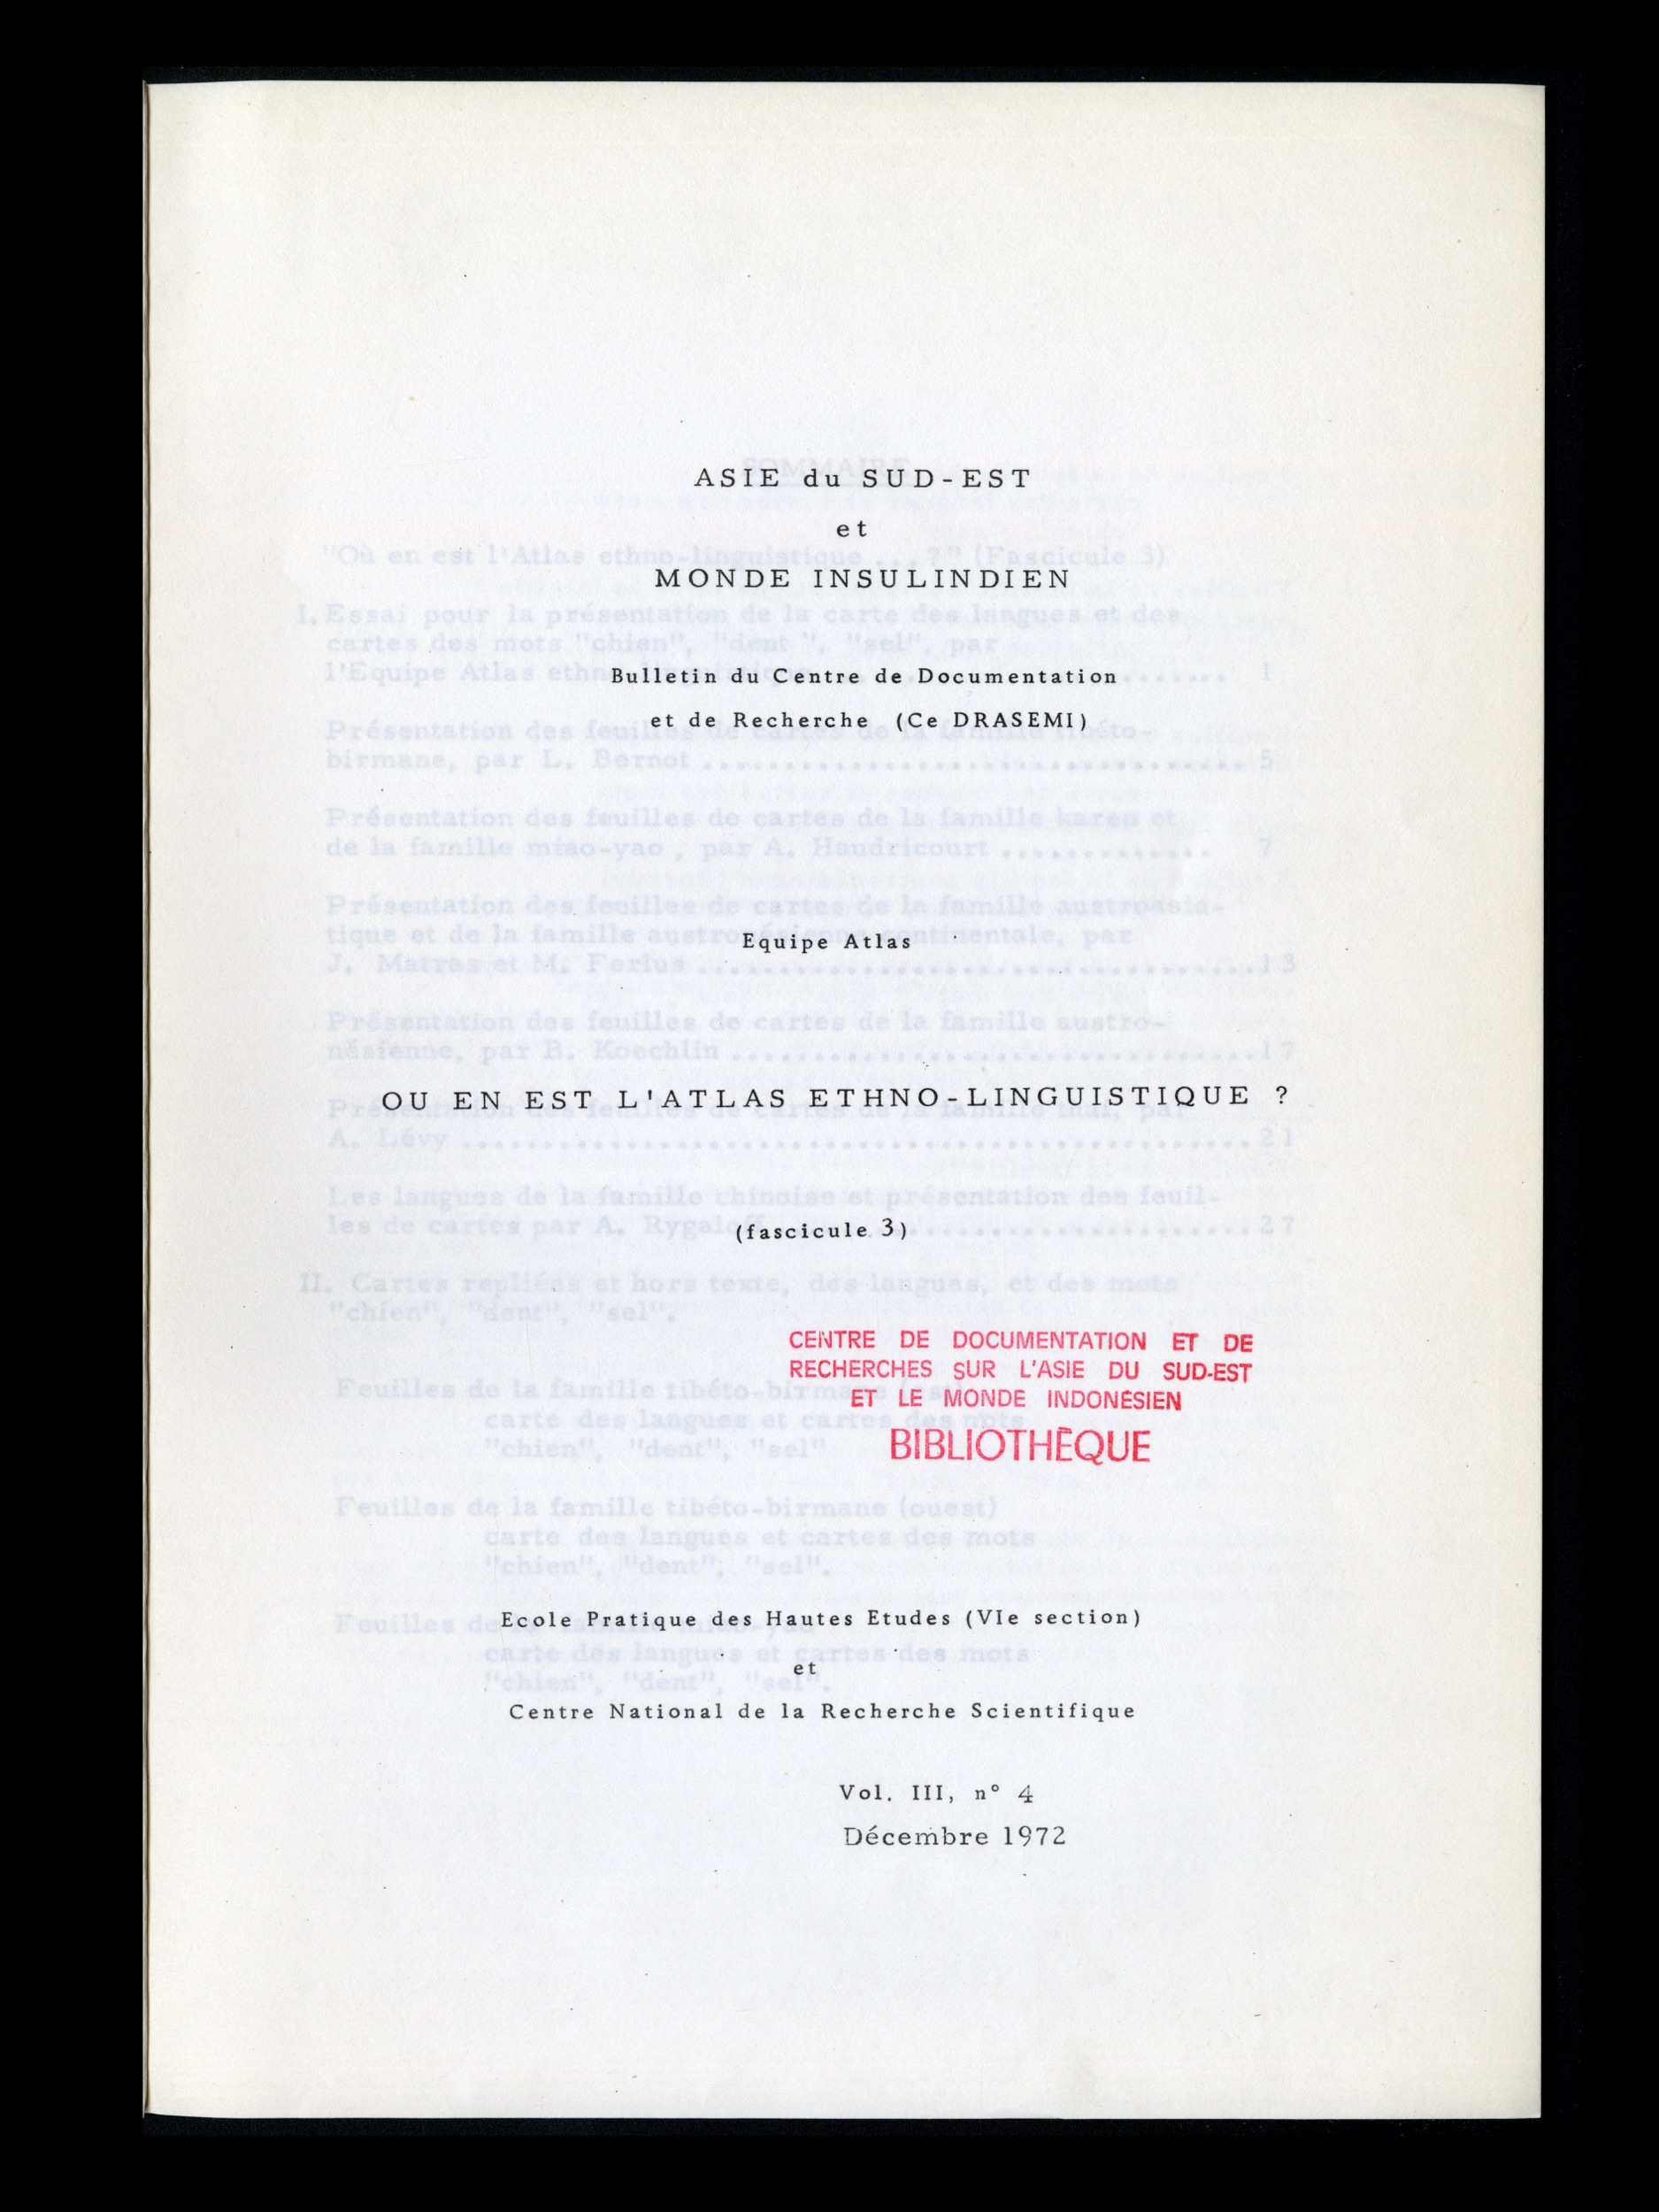 ASIE du SUD-EST
et
MONDE INSULINDIEN
Bulletin du Centre de Documentation
et de Recherche (Ce DRASEMI)
Equipe Atlas
OU EN EST L'ATLAS ETHNO-LINGUISTIQUE ?
(fascicule 3)
CENTRE DE DOCUMENTATION ET DE
RECHERCHES SUR L'ASIE DU SUD-EST
ET LE MONDE INDONÉSIEN
BIBLIOTHÈQUE
Ecole Pratique des Hautes Etudes (VIe section)
et
Centre National de la Recherche Scientifique
Vol. III, n° 4
Décembre 1972